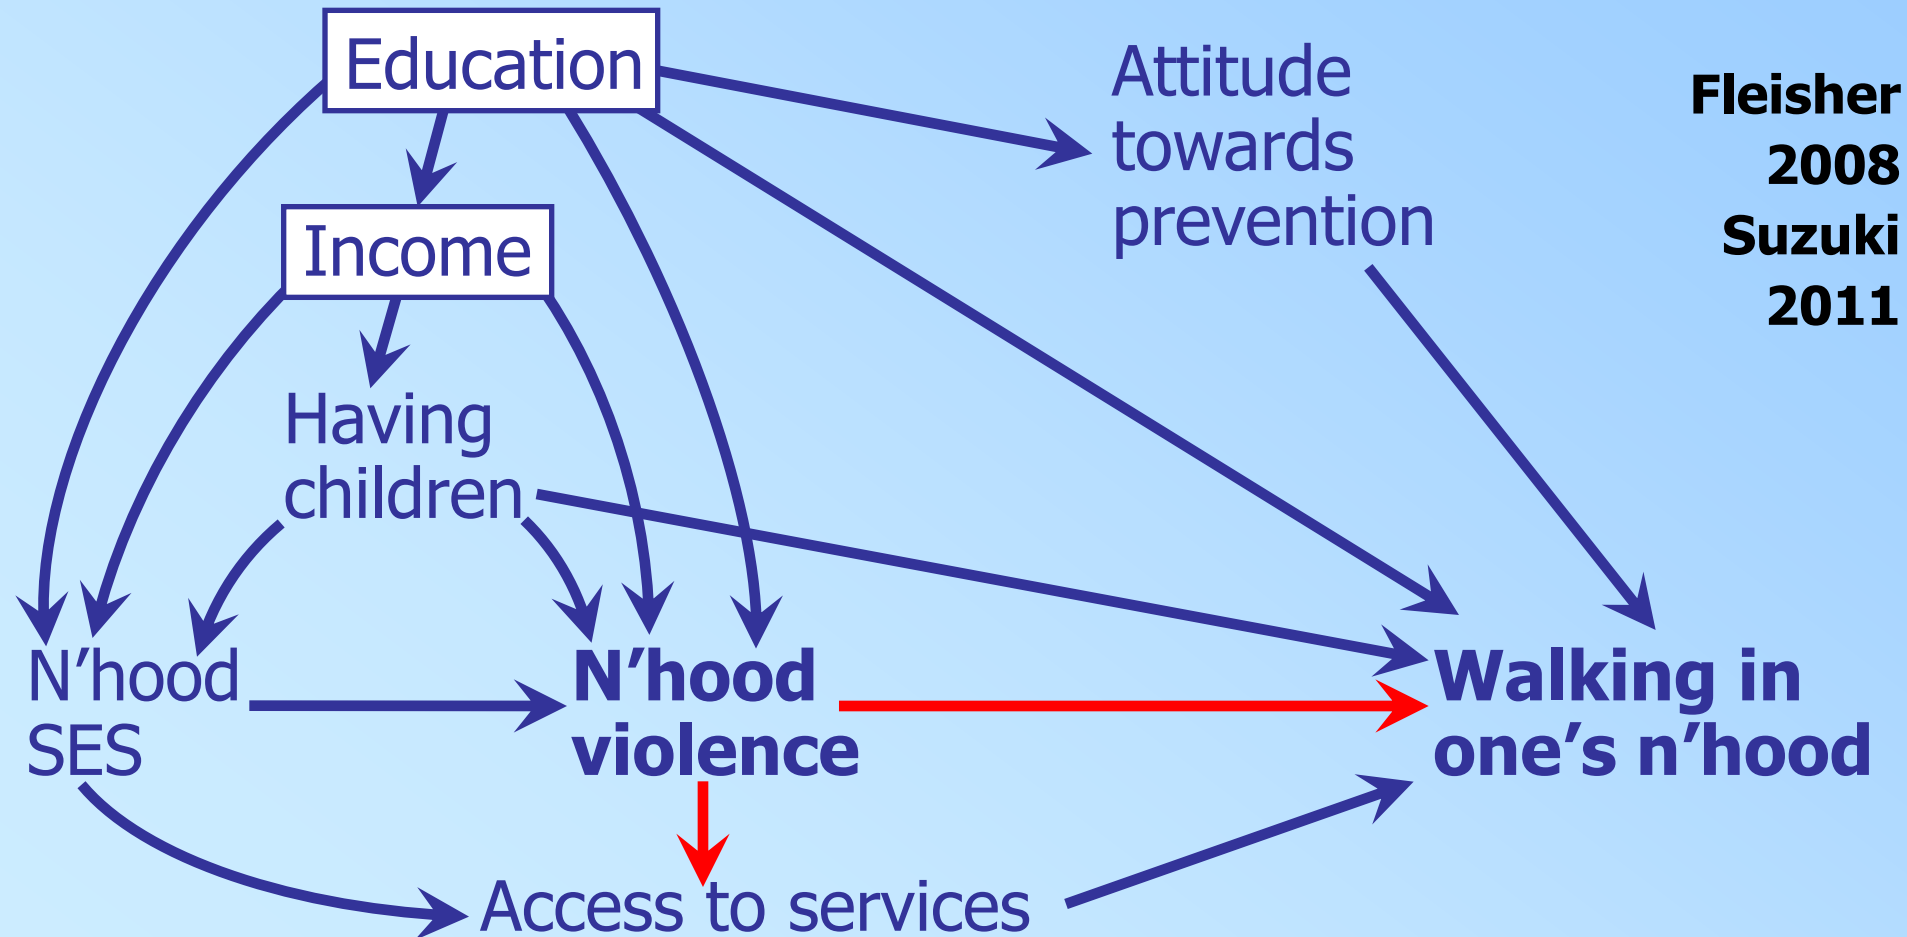 Education
Attitude
towards
prevention
Fleisher
2008
Suzuki
2011
Income
Having
children
N’hood
SES
N’hood
violence
Walking in
one’s n’hood
Access to services